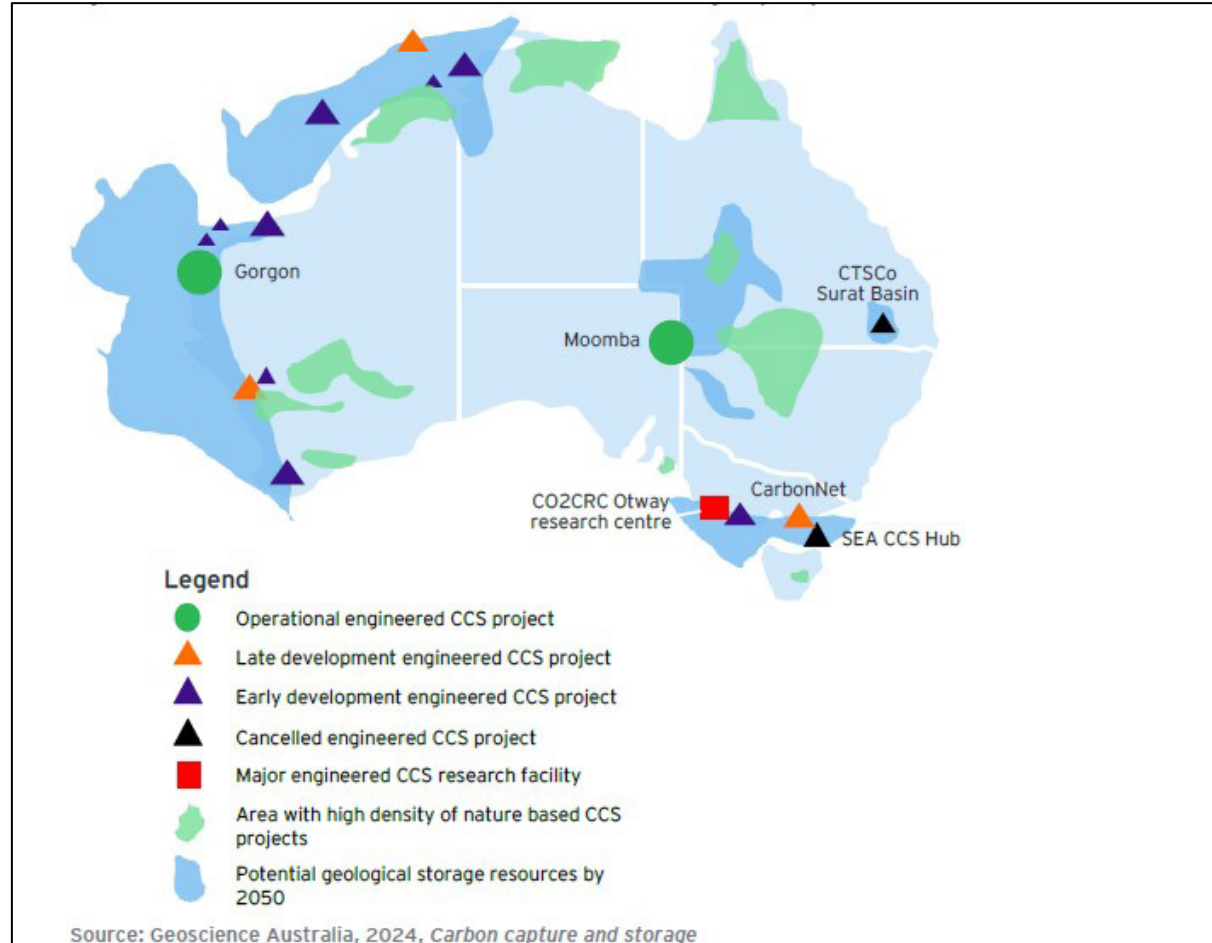 Gorgon
CTSCo
Surat Basin
Moomba
CO2CRC Otway
research centre
CarbonNet
SEA CCS Hub
Legend
Operational engineered CCS project
Late development engineered CCS project
Early development engineered CCS project
Cancelled engineered CCS project
Major engineered CCS research facility
Area with high density of nature based CCS
projects
Potential geological storage resources by
2050
Source: Geoscience Australia, 2024, Carbon capture and storage